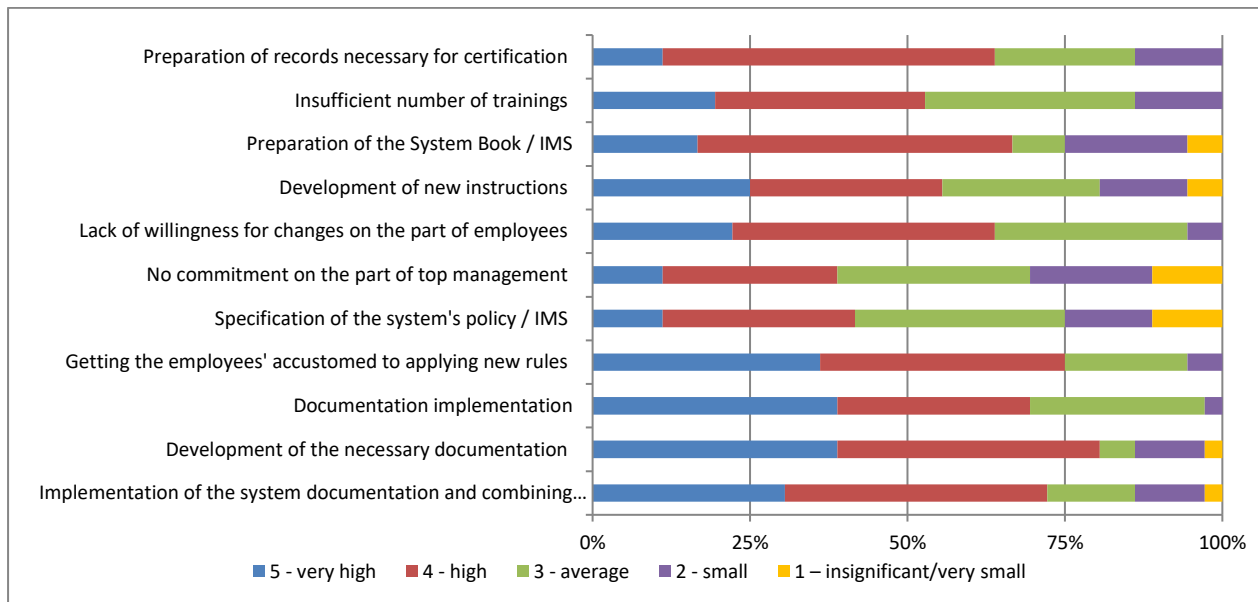 Preparation of records necessary for certification
Insufficient number of trainings
Preparation of the System Book / IMS
Development of new instructions
Lack of willingness for changes on the part of employees
No commitment on the part of top management
Specification of the system's policy / IMS
Getting the employees' accustomed to applying new rules
Documentation implementation
Development of the necessary documentation
Implementation of the system documentation and combining...
0% 25% 50% 75% 100%
5 - very high 4 - high 3 - average 2 - small 1 – insignificant/very small